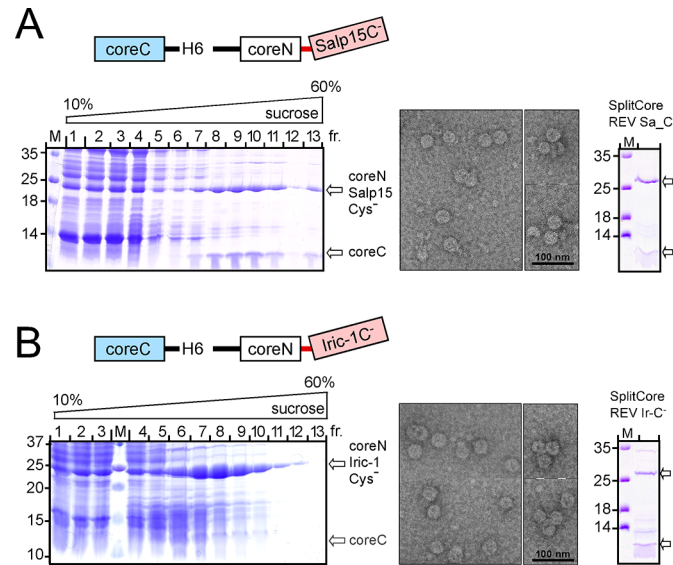 A
coreC H6 coreN Salp15C-
10% 60%
sucrose
M 1 2 3 4 5 6 7 8 9 10 11 12 13 fr.
35
25
18
14
coreN
Salp15
Cys-
coreC
100 nm
SplitCore
REV Sa_C
M
35
25
18
14
B
coreC H6 coreN Iric-1C-
10% 60%
sucrose
1 2 3 M 4 5 6 7 8 9 10 11 12 13 fr.
37
25
20
15
10
coreN
Iric-1
Cys-
coreC
100 nm
SplitCore
REV Ir-C-
M
35
25
18
14